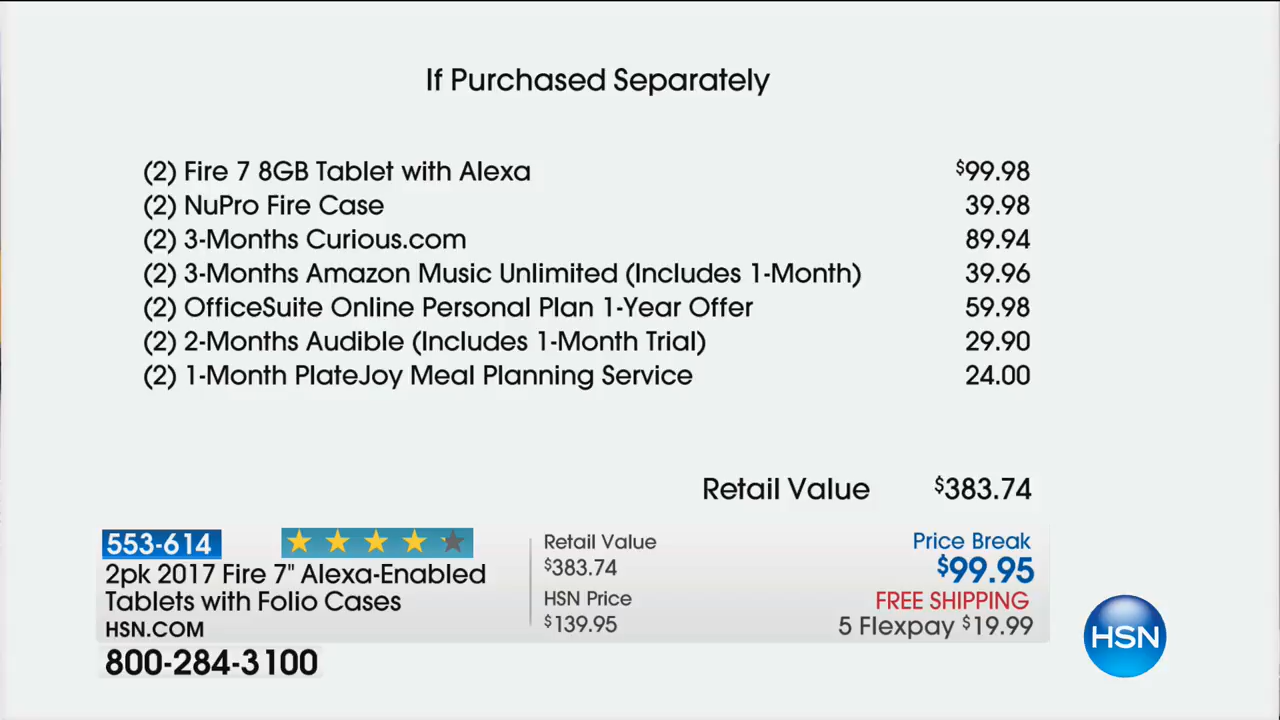 If Purchased Separately
(2) Fire 7 8GB Tablet with Alexa $99.98
(2) NuPro Fire Case 39.98
(2) 3-Months Curious.com 89.94
(2) 3-Months Amazon Music Unlimited (Includes 1-Month) 39.96
(2) OfficeSuite Online Personal Plan 1-Year Offer 59.98
(2) 2-Months Audible (Includes 1-Month Trial) 29.90
(2) 1-Month PlateJoy Meal Planning Service 24.00
Retail Value $383.74
553-614
2pk 2017 Fire 7" Alexa-Enabled
Tablets with Folio Cases
HSN.COM
800-284-3100
Retail Value
$383.74
HSN Price
$139.95
Price Break
$99.95
FREE SHIPPING
5 Flexpay $19.99
HSN